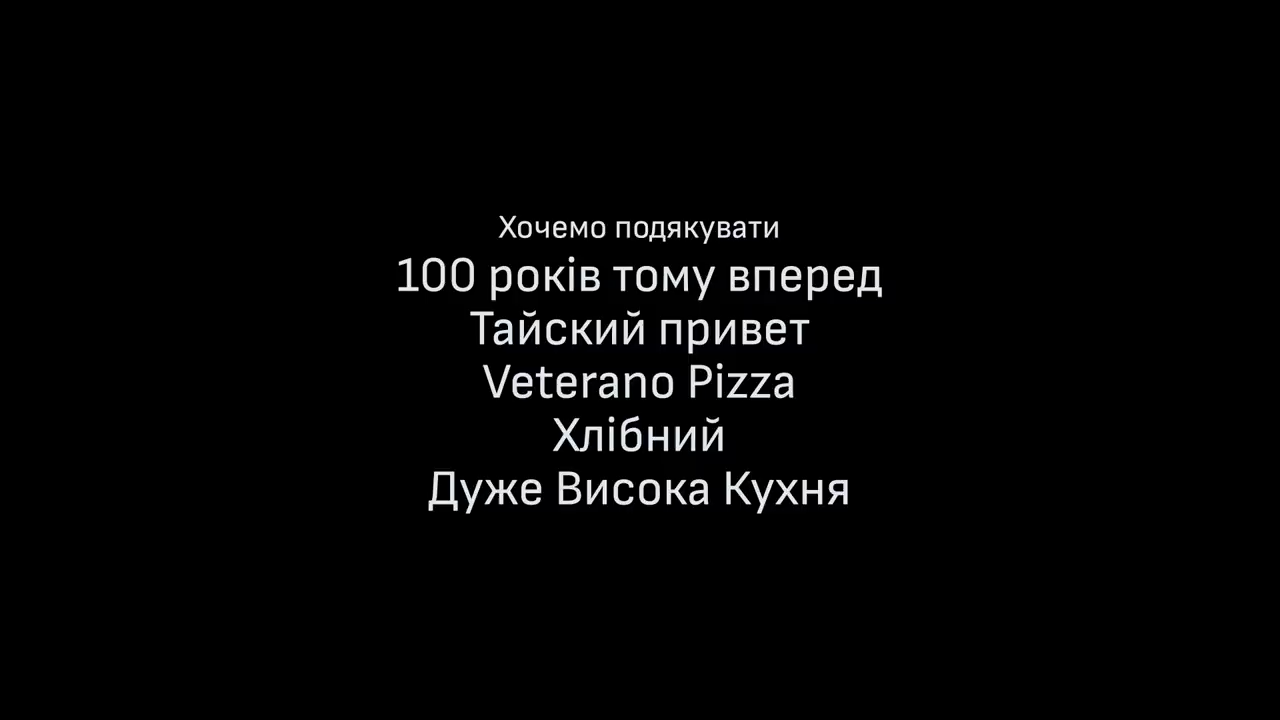 Хочемо подякувати
100 років тому вперед
Тайский привет
Veterano Pizza
Хлібний
Дуже Висока Кухня